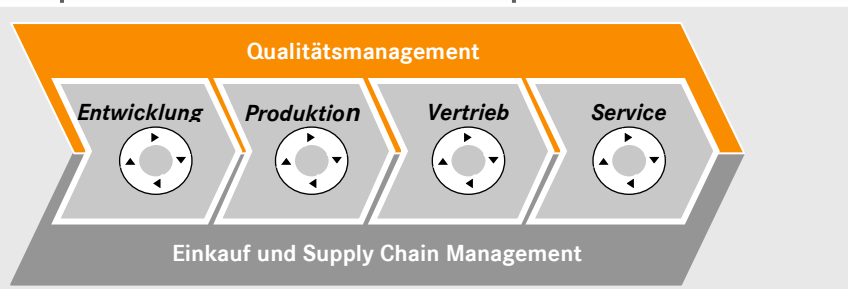 Qualitätsmanagement
Entwicklung
Produktion
Vertrieb
Service
Einkauf und Supply Chain Management